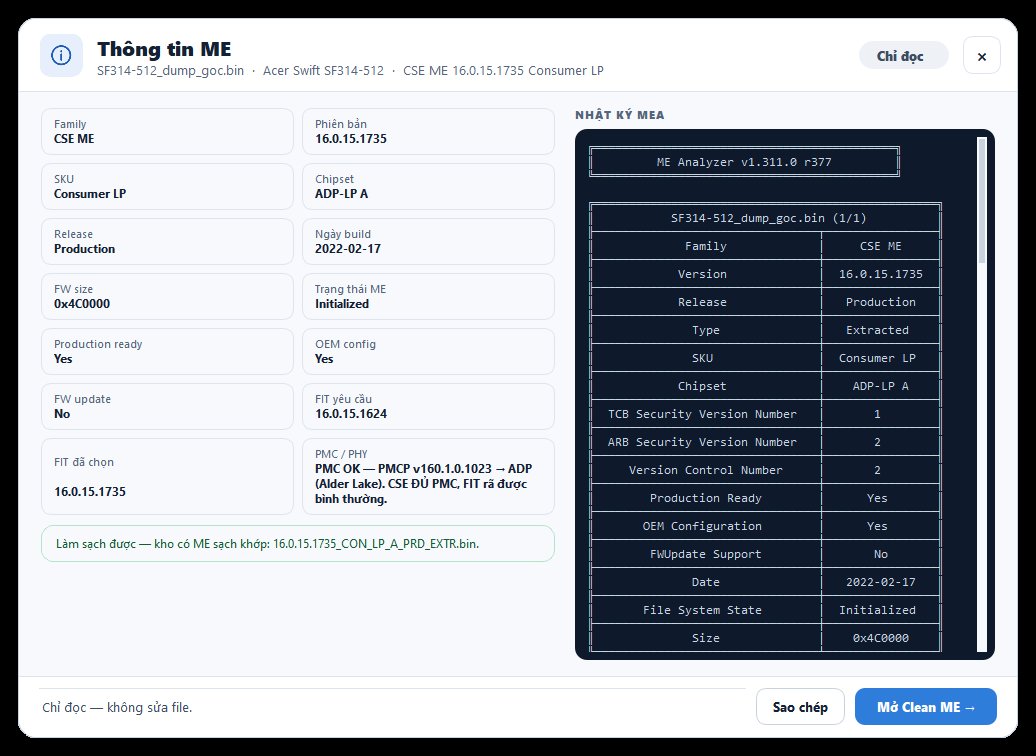 Thông tin ME
SF314-512_dump_goc.bin · Acer Swift SF314-512 · CSE ME 16.0.15.1735 Consumer LP
Chỉ đọc
×
Family
CSE ME
Phiên bản
16.0.15.1735
SKU
Consumer LP
Chipset
ADP-LP A
Release
Production
Ngày build
2022-02-17
FW size
0x4C0000
Trạng thái ME
Initialized
Production ready
Yes
OEM config
Yes
FW update
No
FIT yêu cầu
16.0.15.1624
FIT đã chọn
16.0.15.1735
PMC / PHY
PMC OK — PMCP v160.1.0.1023 → ADP
(Alder Lake). CSE ĐỦ PMC, FIT rã được
bình thường.
Làm sạch được — kho có ME sạch khớp: 16.0.15.1735_CON_LP_A_PRD_EXTR.bin.
NHẬT KÝ MEA
ME Analyzer v1.311.0 r377
SF314-512_dump_goc.bin (1/1)
Family CSE ME
Version 16.0.15.1735
Release Production
Type Extracted
SKU Consumer LP
Chipset ADP-LP A
TCB Security Version Number 1
ARB Security Version Number 2
Version Control Number 2
Production Ready Yes
OEM Configuration Yes
FWUpdate Support No
Date 2022-02-17
File System State Initialized
Size 0x4C0000
Chỉ đọc — không sửa file.
Sao chép
Mở Clean ME →